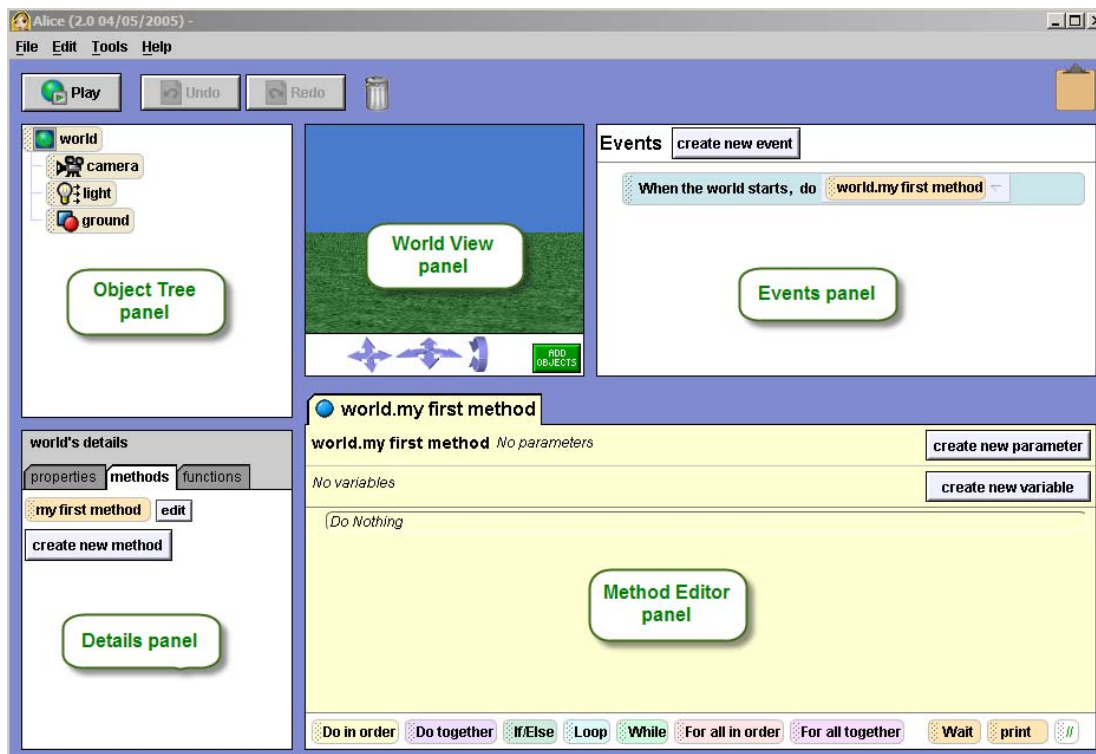 Alice (2.0 04/05/2005) -
File Edit Tools Help
Play Undo Redo
world
camera
light
ground
Object Tree
panel
World View
panel
ADD
OBJECTS
Events create new event
When the world starts, do world.my first method
Events panel
world's details
properties methods functions
my first method edit
create new method
Details panel
world.my first method
world.my first method No parameters create new parameter
No variables create new variable
(Do Nothing
Method Editor
panel
Do in order Do together If/Else Loop While For all in order For all together Wait print //